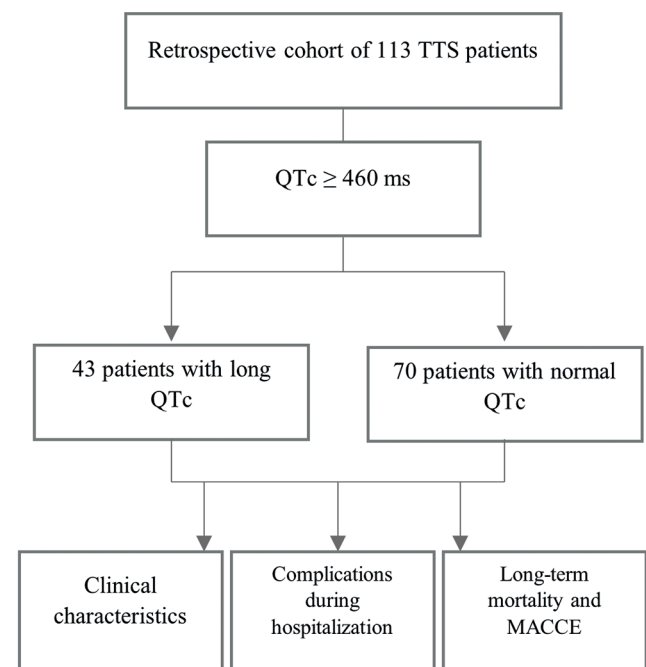 Retrospective cohort of 113 TTS patients
QTc ≥ 460 ms
43 patients with long
QTc
70 patients with normal
QTc
Clinical
characteristics
Complications
during
hospitalization
Long-term
mortality and
MACCE